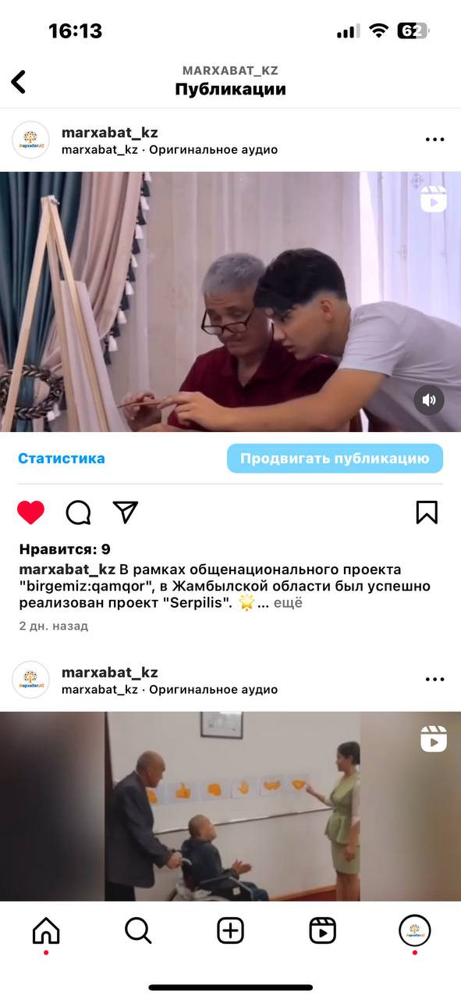 16:13
62
MARXABAT_KZ
Публикации
marxabat_kz
marxabat_kz · Оригинальное аудио
Статистика
Продвигать публикацию
Нравится: 9
marxabat_kz В рамках общенационального проекта
"birgemiz:qamqor", в Жамбылской области был успешно
реализован проект "Serpilis". 🌟... ещё
2 дн. назад
marxabat_kz
marxabat_kz · Оригинальное аудио